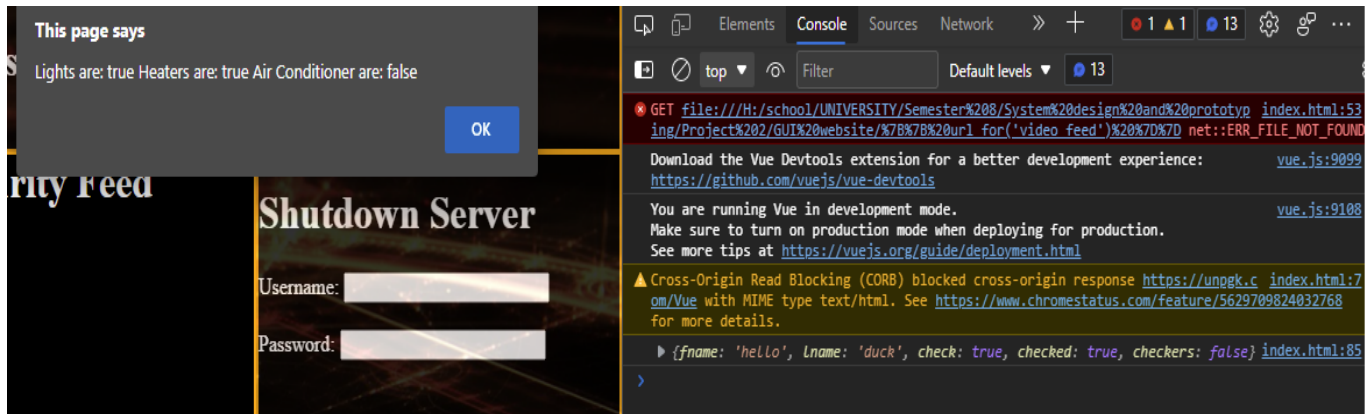 This page says
Lights are: true Heaters are: true Air Conditioner are: false
OK
rity Feed
Shutdown Server
Username:
Password:
Elements Console Sources Network » + 1 1 13
top ▼ Filter Default levels ▼ 13
GET file:///H:/school/UNIVERSITY/Semester%208/System%20design%20and%20prototyp index.html:53
ing/Project%202/GUI%20website/%7B%7B%20url_for('video_feed')%20%7D%7D net::ERR_FILE_NOT_FOUND
Download the Vue Devtools extension for a better development experience: vue.js:9099
https://github.com/vuejs/vue-devtools
You are running Vue in development mode. vue.js:9108
Make sure to turn on production mode when deploying for production.
See more tips at https://vuejs.org/guide/deployment.html
Cross-Origin Read Blocking (CORB) blocked cross-origin response https://unpgk.c index.html:7
om/Vue with MIME type text/html. See https://www.chromestatus.com/feature/5629709824032768
for more details.
▶ {fname: 'hello', lname: 'duck', check: true, checked: true, checkers: false} index.html:85